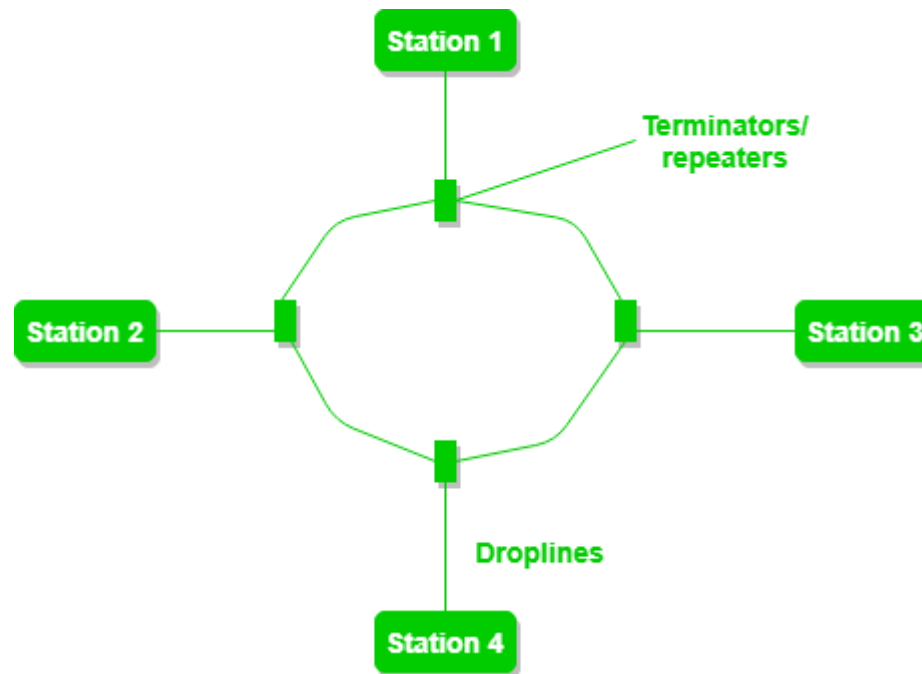 Station 1
Terminators/
repeaters
Station 2
Station 3
Droplines
Station 4